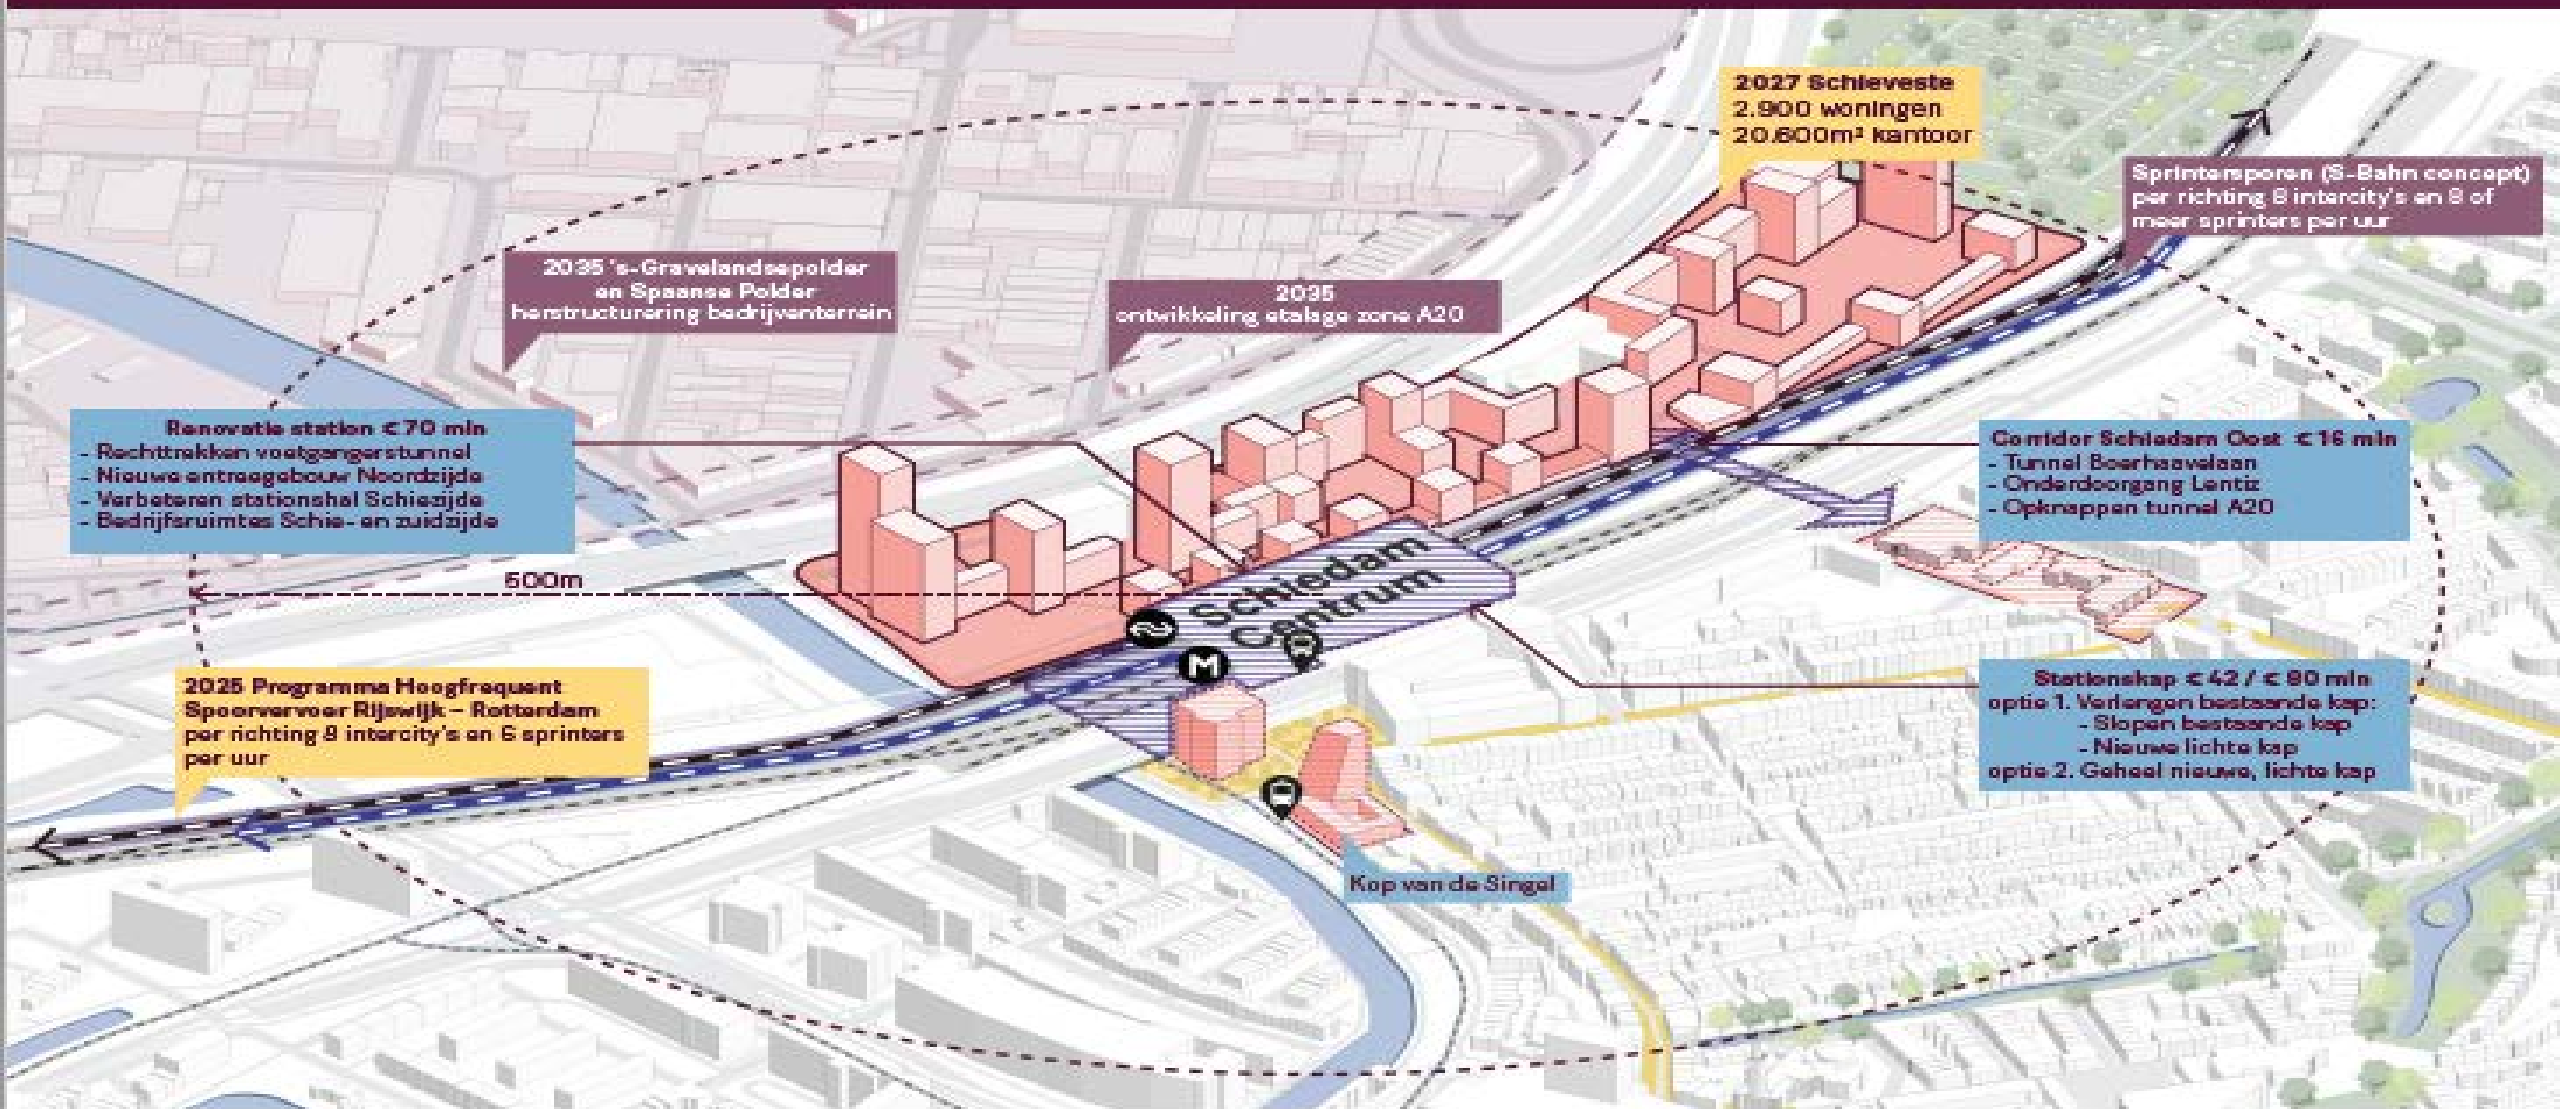 2027 Schieveste
2.900 woningen
20.600m² kantoor
Sprintersporen (S-Bahn concept)
per richting 8 intercity's en 8 of
meer sprinters per uur
2035 's-Gravelandsepolder
en Spaanse Polder
herstructurering bedrijventerrein
2035
ontwikkeling etalage zone A20
Renovatie station € 70 mln
- Rechttrekken voetgangerstunnel
- Nieuwe entreegebouw Noordzijde
- Verbeteren stationshal Schiezijde
- Bedrijfsruimtes Schie- en zuidzijde
Corridor Schiedam Oost € 16 mln
- Tunnel Boerhaavelaan
- Onderdoorgang Lentiz
- Opknappen tunnel A20
500m
Schiedam
Centrum
M
2025 Programma Hoogfrequent
Spoorvervoer Rijswijk – Rotterdam
per richting 8 intercity's en 6 sprinters
per uur
Stationskap € 42 / € 80 mln
optie 1. Verlengen bestaande kap:
- Slopen bestaande kap
- Nieuwe lichte kap
optie 2. Geheel nieuwe, lichte kap
Kop van de Singel